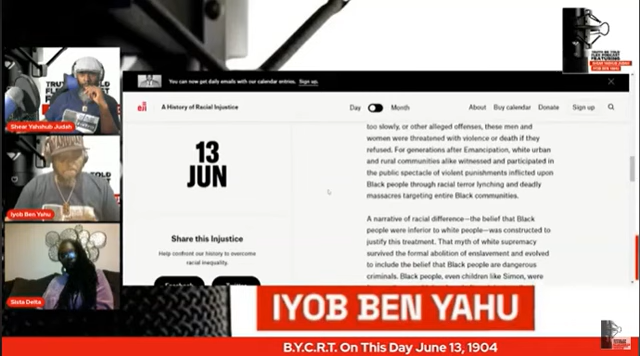 You can now get daily emails with our calendar entries. Sign up.
eji
A History of Racial Injustice
Day
Month
About
Buy calendar
Donate
Sign up
Shear Yahshub Judah
Iyob Ben Yahu
Sista Delta
13
JUN
Share this Injustice
Help confront our history to overcome
racial inequality.
too slowly, or other alleged offenses, these men and
women were threatened with violence or death if they
refused. For generations after Emancipation, white urban
and rural communities alike witnessed and participated in
the public spectacle of violent punishments inflicted upon
Black people through racial terror lynching and deadly
massacres targeting entire Black communities.
A narrative of racial difference—the belief that Black
people were inferior to white people—was constructed to
justify this treatment. That myth of white supremacy
survived the formal abolition of enslavement and evolved
to include the belief that Black people are dangerous
criminals. Black people, even children like Simon, were
IYOB BEN YAHU
B.Y.C.R.T. On This Day June 13, 1904